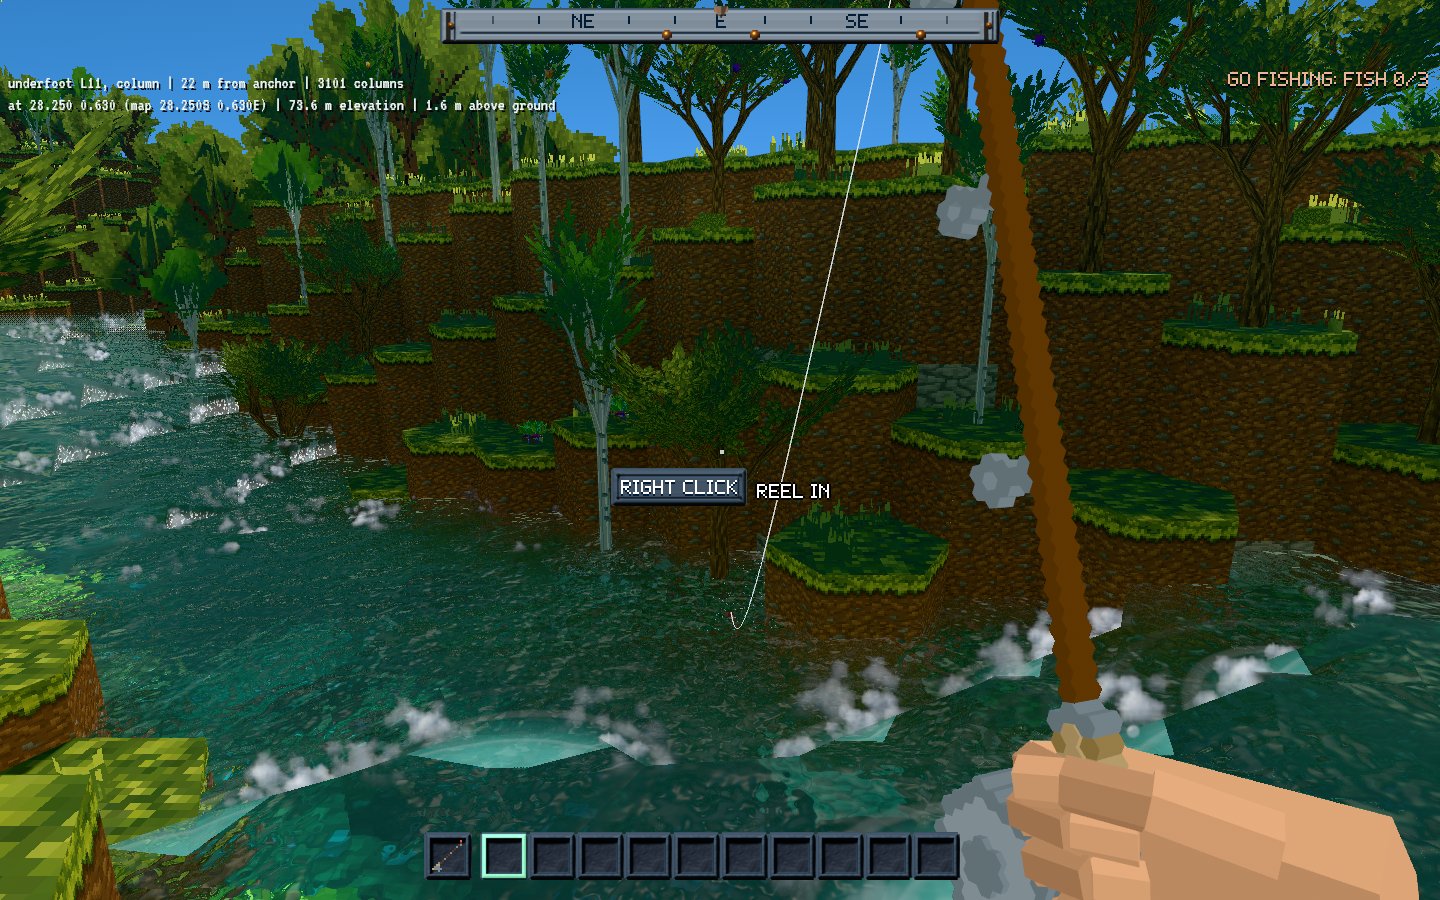 NE E SE
underfoot L11, column | 22 m from anchor | 3101 columns
at 28.250 0.630 (map 28.250S 0.630E) | 73.6 m elevation | 1.6 m above ground
GO FISHING: FISH 0/3
RIGHT CLICK REEL IN